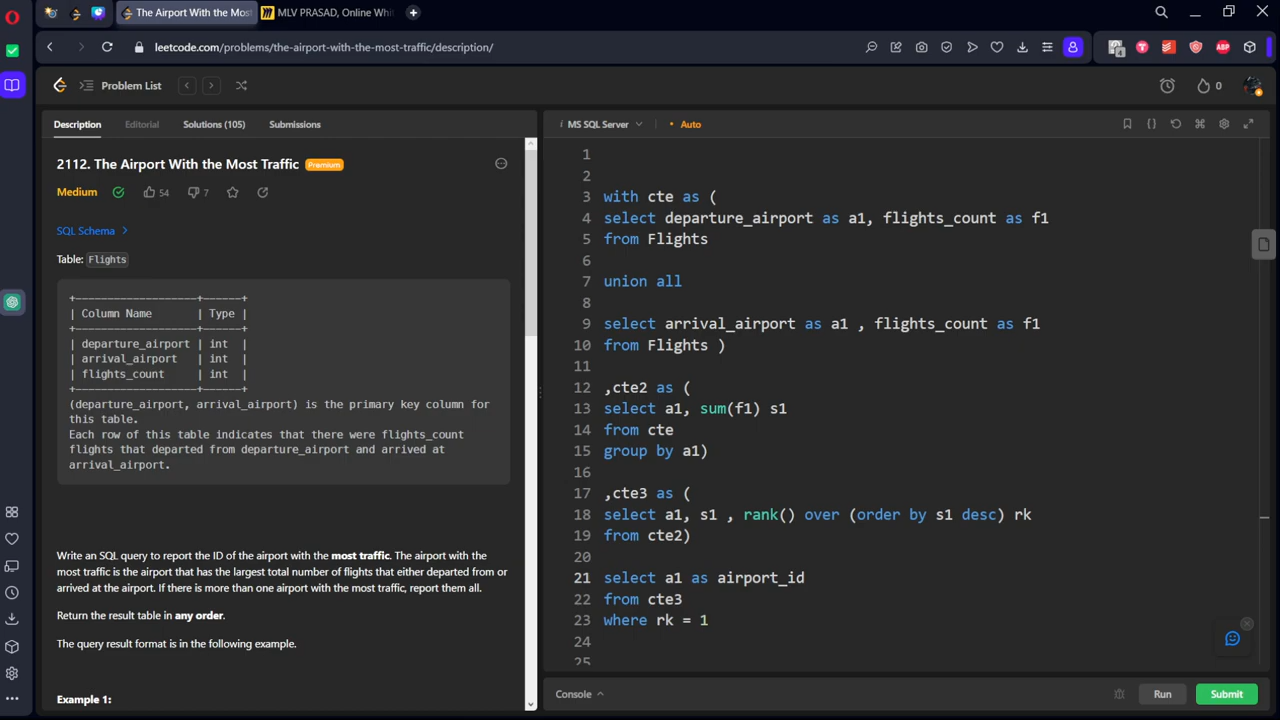 The Airport With the Most
MLV PRASAD, Online Whit
leetcode.com/problems/the-airport-with-the-most-traffic/description/
4
ABP
Problem List
0
Description
Editorial
Solutions (105)
Submissions
2112. The Airport With the Most Traffic
Premium
Medium
54
7
SQL Schema >
Table: Flights
+-------------------+------+
| Column Name | Type |
+-------------------+------+
| departure_airport | int |
| arrival_airport | int |
| flights_count | int |
+-------------------+------+
(departure_airport, arrival_airport) is the primary key column for
this table.
Each row of this table indicates that there were flights_count
flights that departed from departure_airport and arrived at
arrival_airport.
Write an SQL query to report the ID of the airport with the most traffic. The airport with the
most traffic is the airport that has the largest total number of flights that either departed from or
arrived at the airport. If there is more than one airport with the most traffic, report them all.
Return the result table in any order.
The query result format is in the following example.
Example 1:
i MS SQL Server
• Auto
{}
1
2
3 with cte as (
4 select departure_airport as a1, flights_count as f1
5 from Flights
6
7 union all
8
9 select arrival_airport as a1 , flights_count as f1
10 from Flights )
11
12 ,cte2 as (
13 select a1, sum(f1) s1
14 from cte
15 group by a1)
16
17 ,cte3 as (
18 select a1, s1 , rank() over (order by s1 desc) rk
19 from cte2)
20
21 select a1 as airport_id
22 from cte3
23 where rk = 1
24
25
Console
Run
Submit